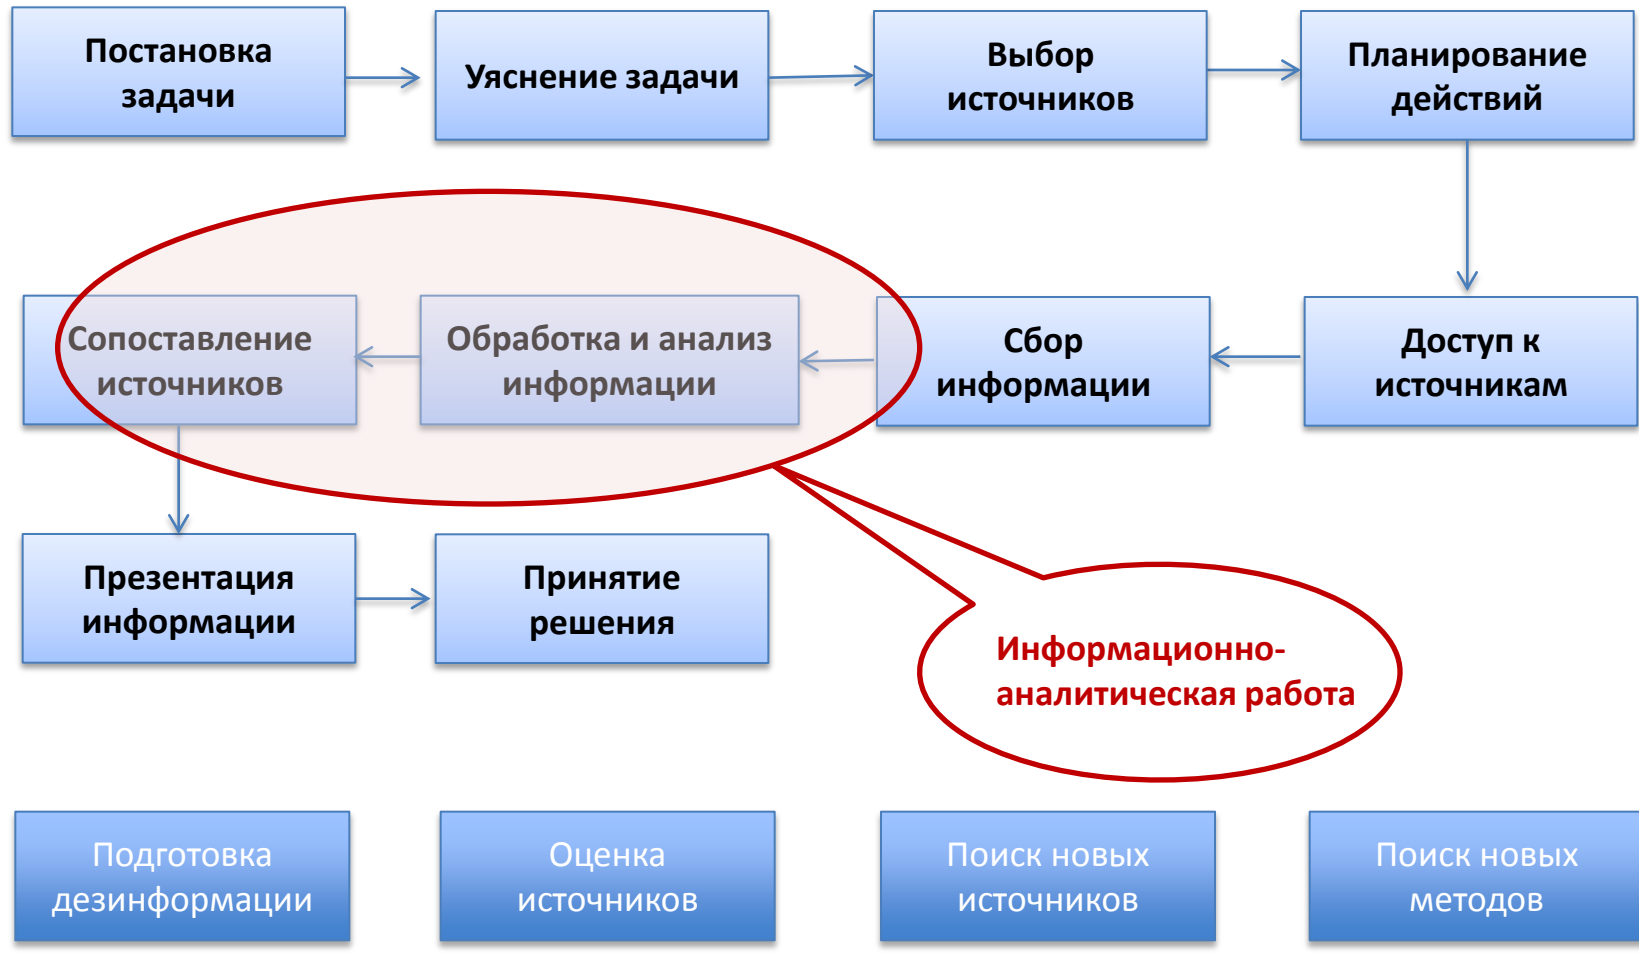 Постановка
задачи
Уяснение задачи
Выбор
источников
Планирование
действий
Сопоставление
источников
Обработка и анализ
информации
Сбор
информации
Доступ к
источникам
Презентация
информации
Принятие
решения
Информационно-
аналитическая работа
Подготовка
дезинформации
Оценка
источников
Поиск новых
источников
Поиск новых
методов